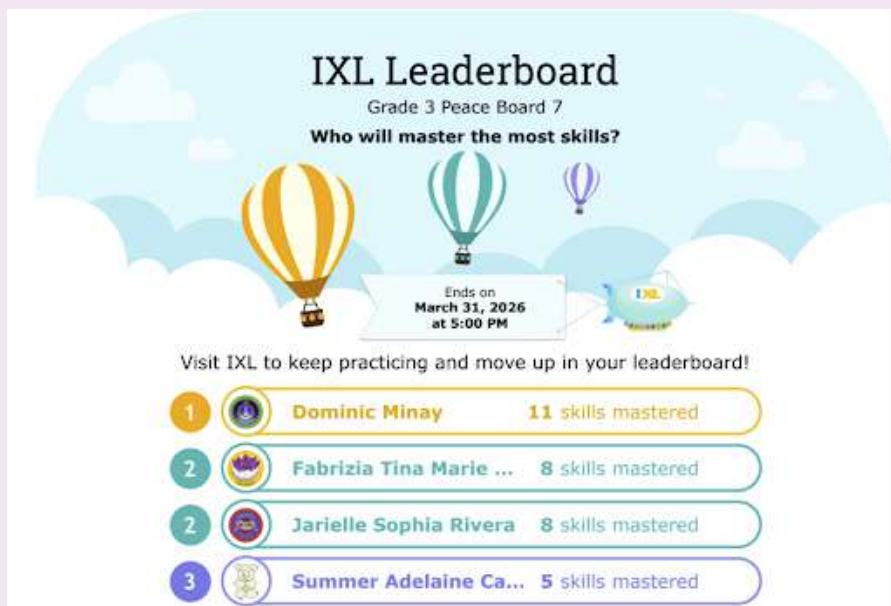 IXL Leaderboard
Grade 3 Peace Board 7
Who will master the most skills?
Ends on
March 31, 2026
at 5:00 PM
IXL
Visit IXL to keep practicing and move up in your leaderboard!
1 Dominic Minay 11 skills mastered
2 Fabrizia Tina Marie ... 8 skills mastered
2 Jarielle Sophia Rivera 8 skills mastered
3 Summer Adelaine Ca... 5 skills mastered